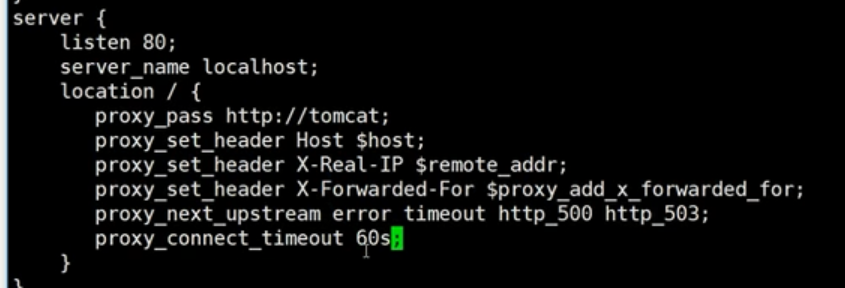 }
server {
    listen 80;
    server_name localhost;
    location / {
        proxy_pass http://tomcat;
        proxy_set_header Host $host;
        proxy_set_header X-Real-IP $remote_addr;
        proxy_set_header X-Forwarded-For $proxy_add_x_forwarded_for;
        proxy_next_upstream error timeout http_500 http_503;
        proxy_connect_timeout 60s;
    }
}